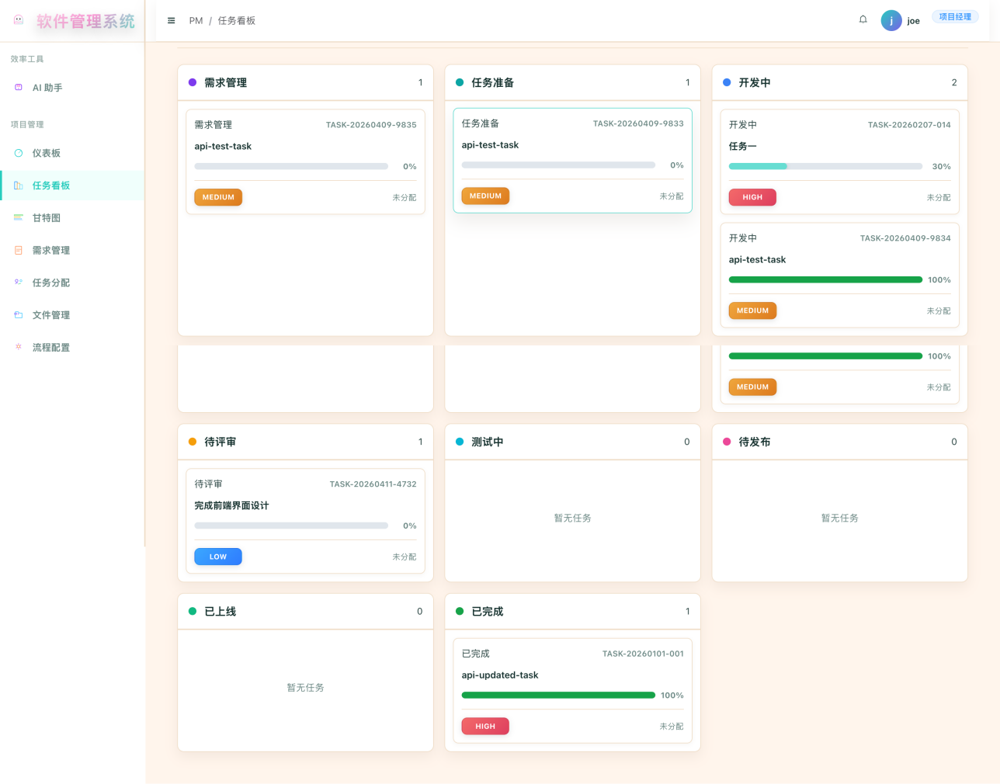 软件管理系统
PM / 任务看板
j
joe
项目经理
效率工具
AI 助手
项目管理
仪表板
任务看板
甘特图
需求管理
任务分配
文件管理
流程配置
需求管理 1
需求管理 TASK-20260409-9835
api-test-task
0%
MEDIUM 未分配
任务准备 1
任务准备 TASK-20260409-9833
api-test-task
0%
MEDIUM 未分配
开发中 2
开发中 TASK-20260207-014
任务一
30%
HIGH 未分配
开发中 TASK-20260409-9834
api-test-task
100%
MEDIUM 未分配
100%
MEDIUM 未分配
待评审 1
待评审 TASK-20260411-4732
完成前端界面设计
0%
LOW 未分配
测试中 0
暂无任务
待发布 0
暂无任务
已上线 0
暂无任务
已完成 1
已完成 TASK-20260101-001
api-updated-task
100%
HIGH 未分配